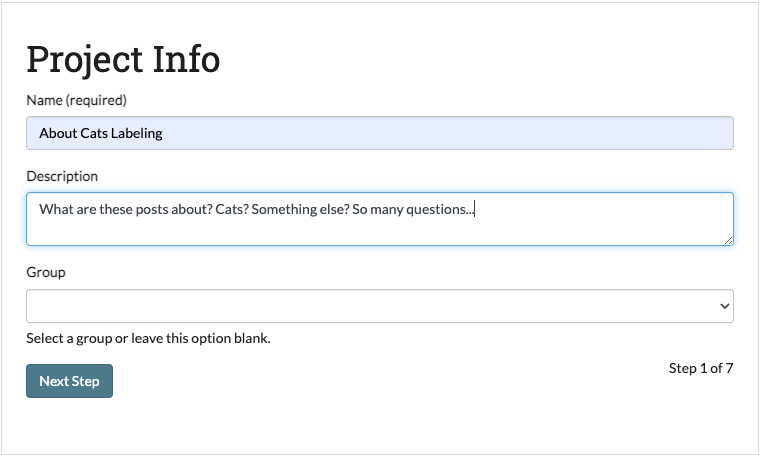 Project Info
Name (required)
About Cats Labeling
Description
What are these posts about? Cats? Something else? So many questions...
Group
Select a group or leave this option blank.
Next Step
Step 1 of 7